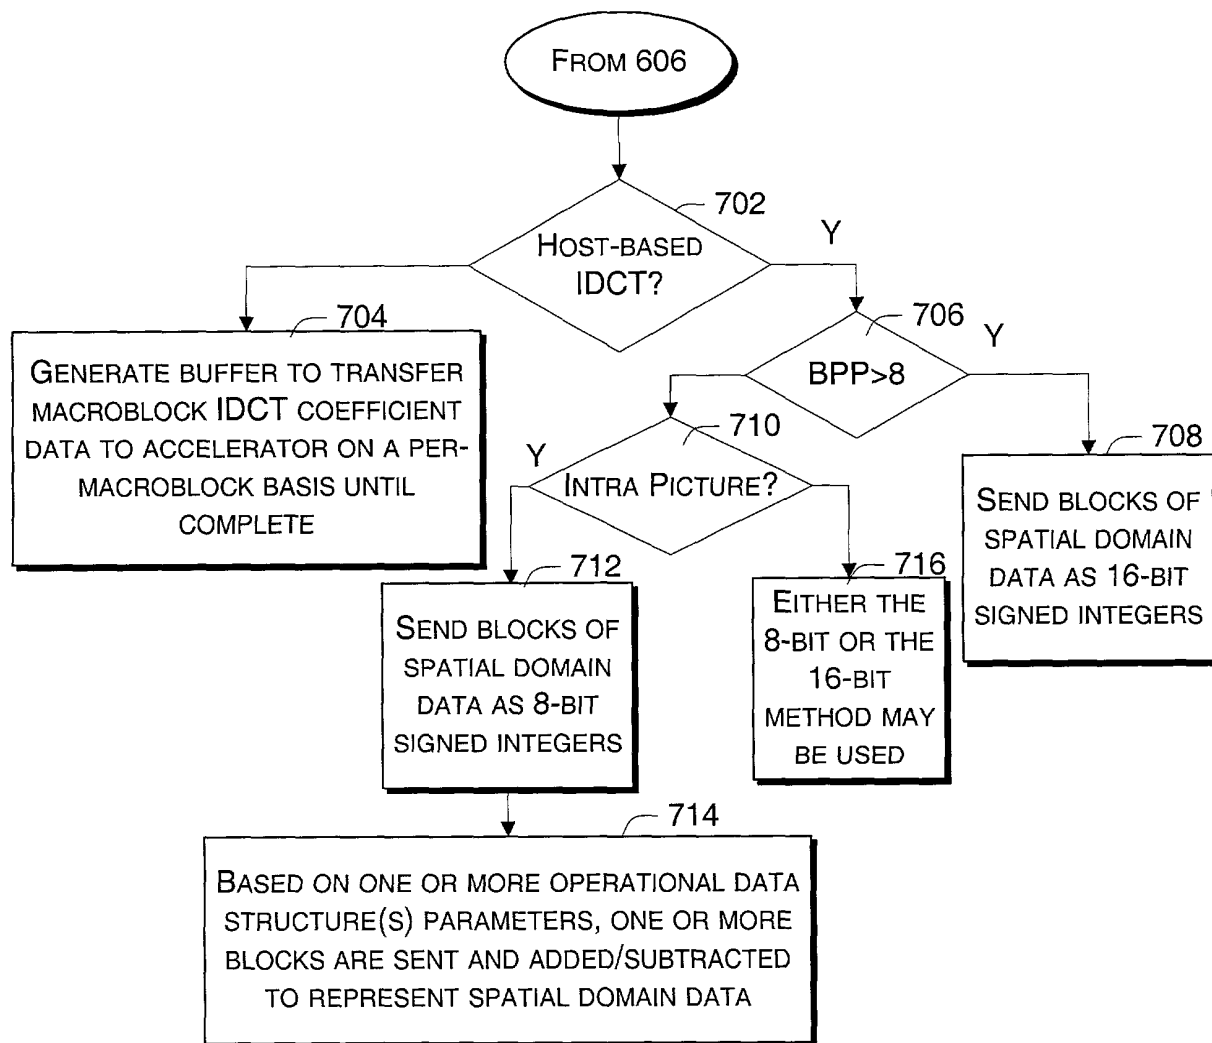 FROM 606
702
Y
HOST-BASED
IDCT?
704
GENERATE BUFFER TO TRANSFER
MACROBLOCK IDCT COEFFICIENT
DATA TO ACCELERATOR ON A PER-
MACROBLOCK BASIS UNTIL
COMPLETE
706
Y
BPP>8
710
Y
INTRA PICTURE?
708
SEND BLOCKS OF
SPATIAL DOMAIN
DATA AS 16-BIT
SIGNED INTEGERS
712
SEND BLOCKS OF
SPATIAL DOMAIN
DATA AS 8-BIT
SIGNED INTEGERS
716
EITHER THE
8-BIT OR THE
16-BIT
METHOD MAY
BE USED
714
BASED ON ONE OR MORE OPERATIONAL DATA
STRUCTURE(S) PARAMETERS, ONE OR MORE
BLOCKS ARE SENT AND ADDED/SUBTRACTED
TO REPRESENT SPATIAL DOMAIN DATA